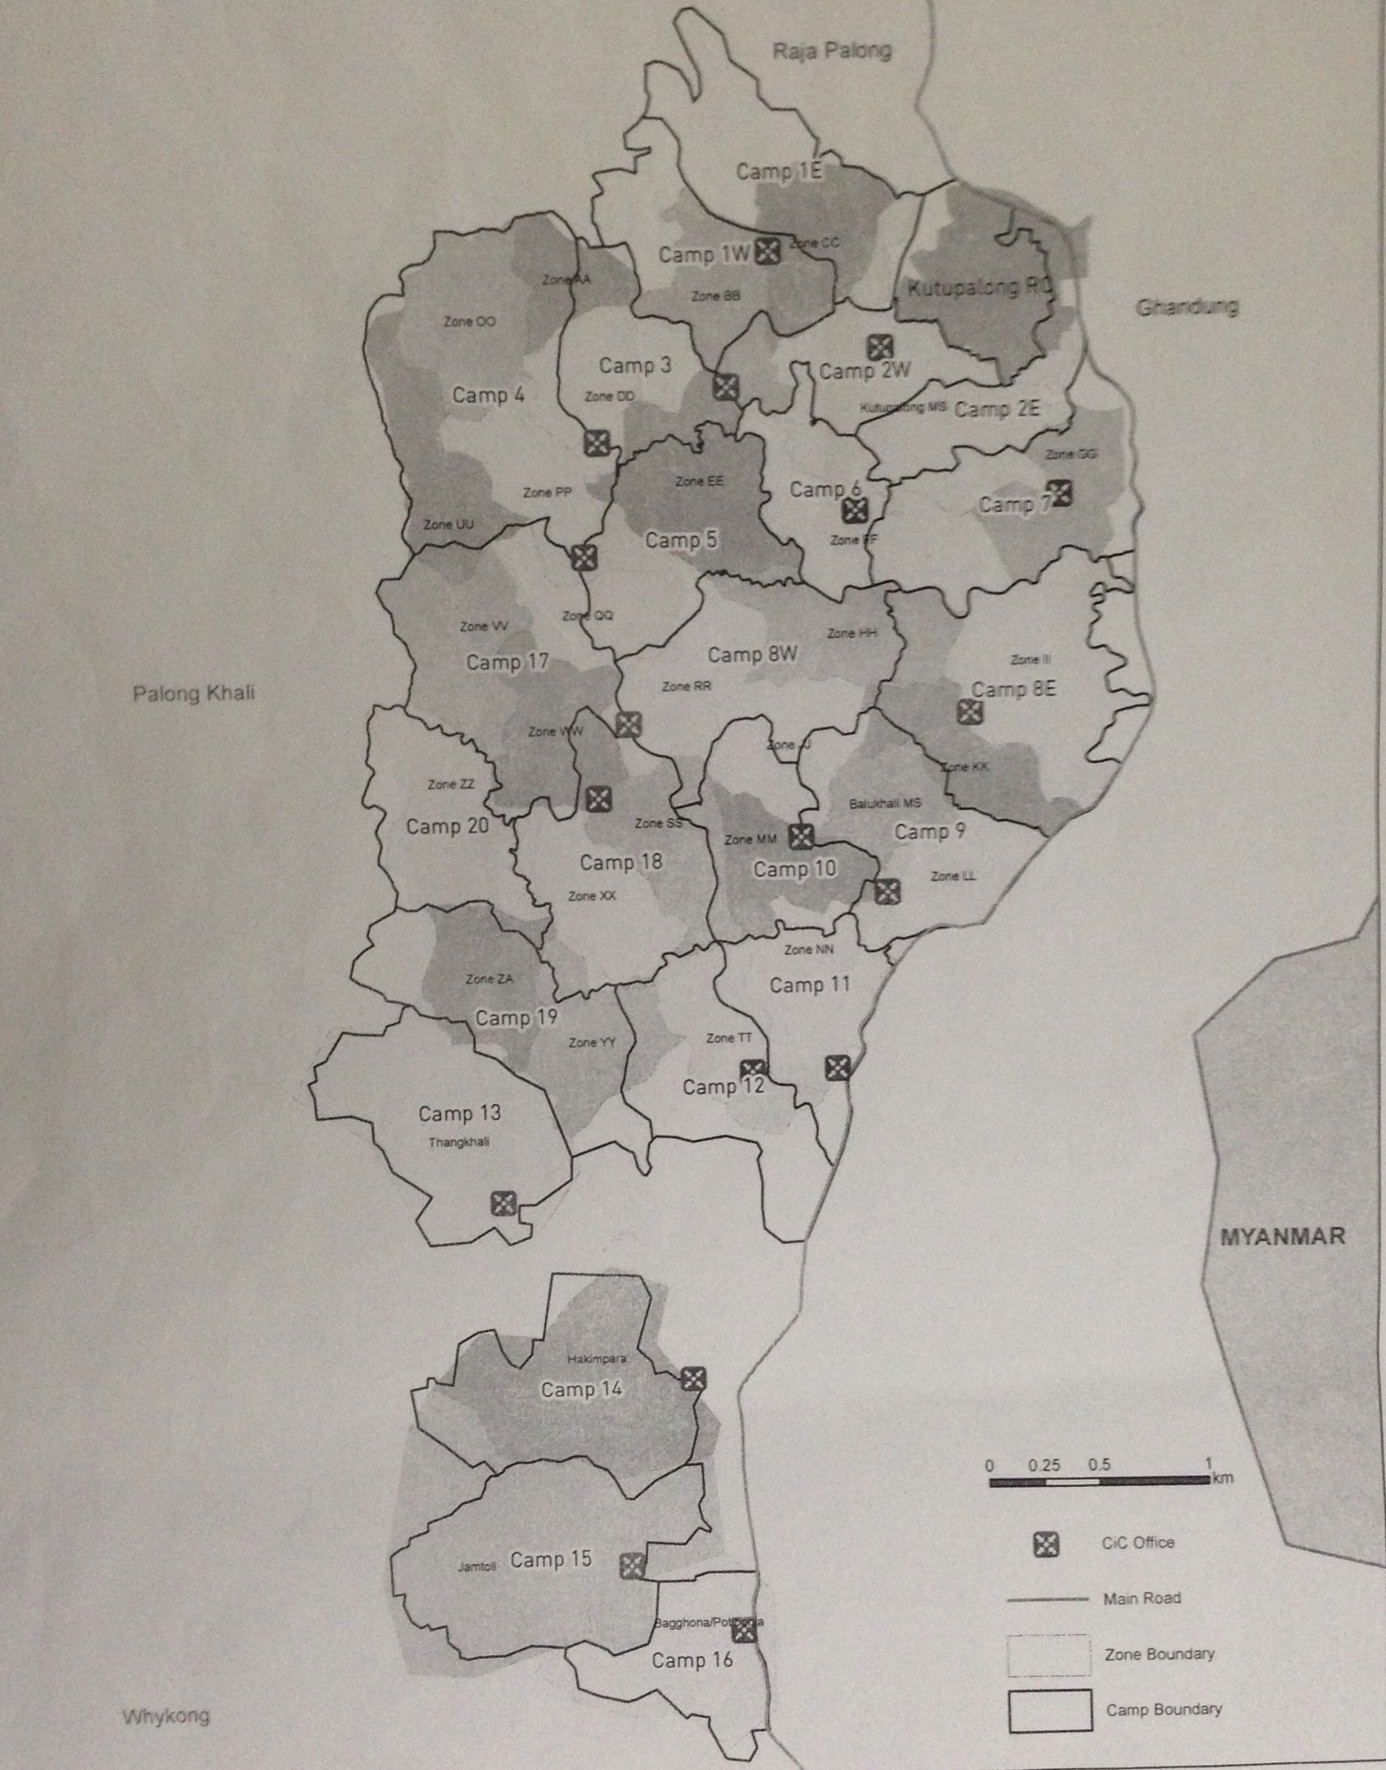 Raja Palong
Camp 1E
Zone CC
Camp 1W
Zone AA
Zone BB
Kutupalong RC
Ghandung
Zone OO
Camp 3
Camp 2W
Camp 4
Zone DD
Kutupalong MS
Camp 2E
Zone GG
Zone EE
Zone PP
Camp 6
Camp 7
Zone UU
Camp 5
Zone FF
Zone QQ
Zone VV
Zone HH
Camp 17
Camp 8W
Zone II
Palong Khali
Zone RR
Camp 8E
Zone WW
Zone JJ
Zone KK
Zone ZZ
Balukhali MS
Camp 20
Zone SS
Zone MM
Camp 9
Camp 18
Camp 10
Zone XX
Zone LL
Zone NN
Zone ZA
Camp 11
Camp 19
Zone YY
Zone TT
Camp 12
Camp 13
Thangkhali
MYANMAR
Hakimpara
Camp 14
0 0.25 0.5 1
km
CiC Office
Jamtoli
Camp 15
Main Road
Camp 16
Zone Boundary
Whykong
Camp Boundary